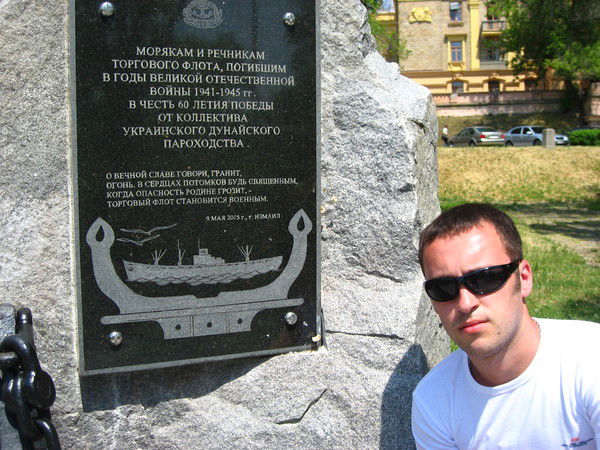 МОРЯКАМ И РЕЧНИКАМ
ТОРГОВОГО ФЛОТА, ПОГИБШИМ
В ГОДЫ ВЕЛИКОЙ ОТЕЧЕСТВЕННОЙ
ВОЙНЫ 1941-1945 гг.
В ЧЕСТЬ 60 ЛЕТИЯ ПОБЕДЫ
ОТ КОЛЛЕКТИВА
УКРАИНСКОГО ДУНАЙСКОГО
ПАРОХОДСТВА.
О ВЕЧНОЙ СЛАВЕ ГОВОРИ, ГРАНИТ,
ОГОНЬ, В СЕРДЦАХ ПОТОМКОВ БУДЬ СВЯЩЕННЫМ,
КОГДА ОПАСНОСТЬ РОДИНЕ ГРОЗИТ,-
ТОРГОВЫЙ ФЛОТ СТАНОВИТСЯ ВОЕННЫМ.
9 МАЯ 2005 г., г. ИЗМАИЛ